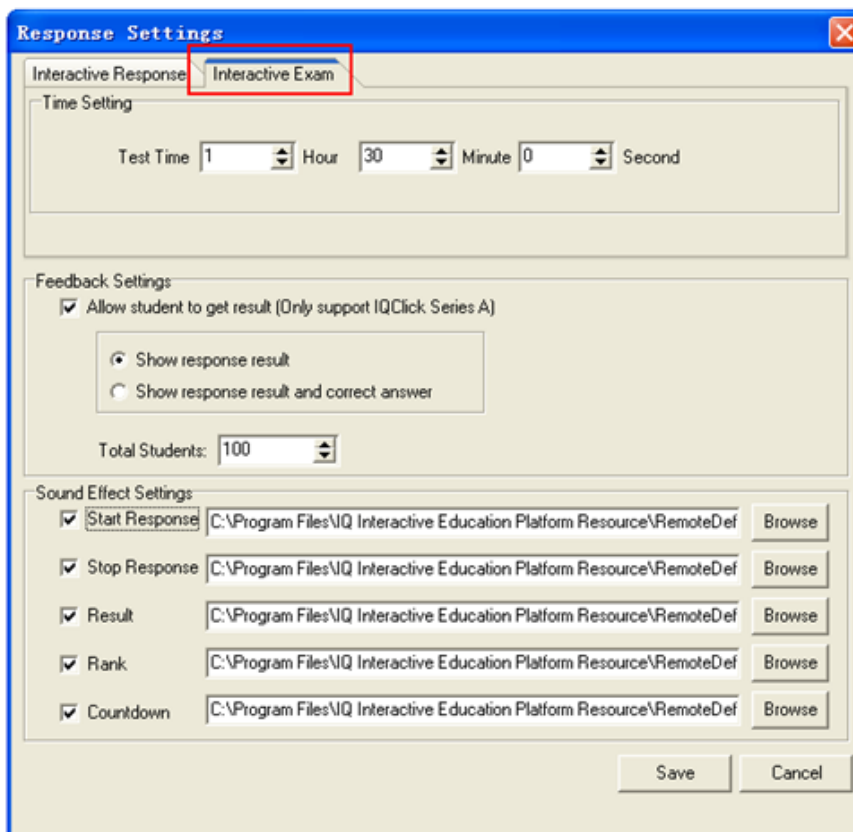 Response Settings
Interactive Response Interactive Exam
Time Setting
Test Time 1 Hour 30 Minute 0 Second
Feedback Settings
Allow student to get result (Only support IQClick Series A)
Show response result
Show response result and correct answer
Total Students: 100
Sound Effect Settings
Start Response C:\Program Files\IQ Interactive Education Platform Resource\RemoteDef Browse
Stop Response C:\Program Files\IQ Interactive Education Platform Resource\RemoteDef Browse
Result C:\Program Files\IQ Interactive Education Platform Resource\RemoteDef Browse
Rank C:\Program Files\IQ Interactive Education Platform Resource\RemoteDef Browse
Countdown C:\Program Files\IQ Interactive Education Platform Resource\RemoteDef Browse
Save Cancel